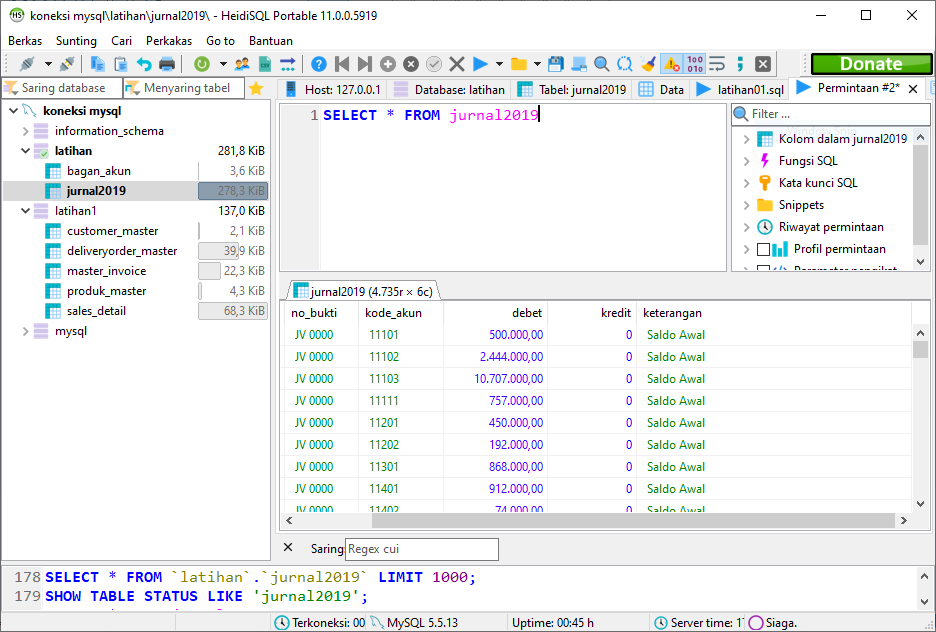 koneksi mysql\latihan\jurnal2019\ - HeidiSQL Portable 11.0.0.5919
Berkas Sunting Cari Perkakas Go to Bantuan
Donate
Saring database Menyaring tabel
Host: 127.0.0.1 Database: latihan Tabel: jurnal2019 Data latihan01.sql Permintaan #2*
koneksi mysql
information_schema
latihan 281,8 KiB
bagan_akun 3,6 KiB
jurnal2019 278,3 KiB
latihan1 137,0 KiB
customer_master 2,1 KiB
deliveryorder_master 39,9 KiB
master_invoice 22,3 KiB
produk_master 4,3 KiB
sales_detail 68,3 KiB
mysql
1 SELECT * FROM jurnal2019
Filter ...
Kolom dalam jurnal2019
Fungsi SQL
Kata kunci SQL
Snippets
Riwayat permintaan
Profil permintaan
Parameter pengikat
jurnal2019 (4.735r × 6c)
no_bukti kode_akun debet kredit keterangan
JV 0000 11101 500.000,00 0 Saldo Awal
JV 0000 11102 2.444.000,00 0 Saldo Awal
JV 0000 11103 10.707.000,00 0 Saldo Awal
JV 0000 11111 757.000,00 0 Saldo Awal
JV 0000 11201 450.000,00 0 Saldo Awal
JV 0000 11202 192.000,00 0 Saldo Awal
JV 0000 11301 868.000,00 0 Saldo Awal
JV 0000 11401 912.000,00 0 Saldo Awal
JV 0000 11402 74.000,00 0 Saldo Awal
Saring: Regex cui
178 SELECT * FROM `latihan`.`jurnal2019` LIMIT 1000;
179 SHOW TABLE STATUS LIKE 'jurnal2019';
Terkoneksi: 00 MySQL 5.5.13 Uptime: 00:45 h Server time: 1 Siaga.